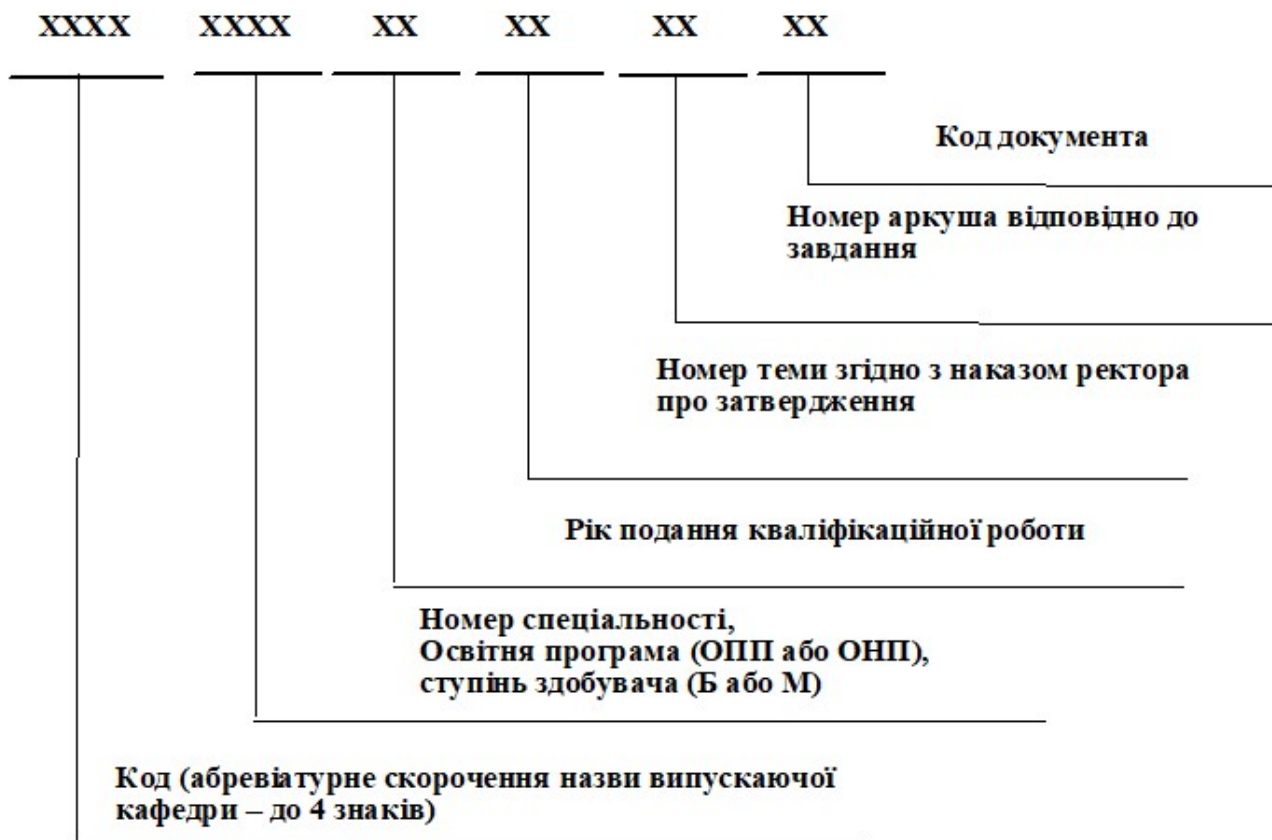 XXXX XXXX XX XX XX XX
Код документа
Номер аркуша відповідно до
завдання
Номер теми згідно з наказом ректора
про затвердження
Рік подання кваліфікаційної роботи
Номер спеціальності,
Освітня програма (ОПП або ОНП),
ступінь здобувача (Б або М)
Код (абревіатурне скорочення назви випускаючої
кафедри – до 4 знаків)